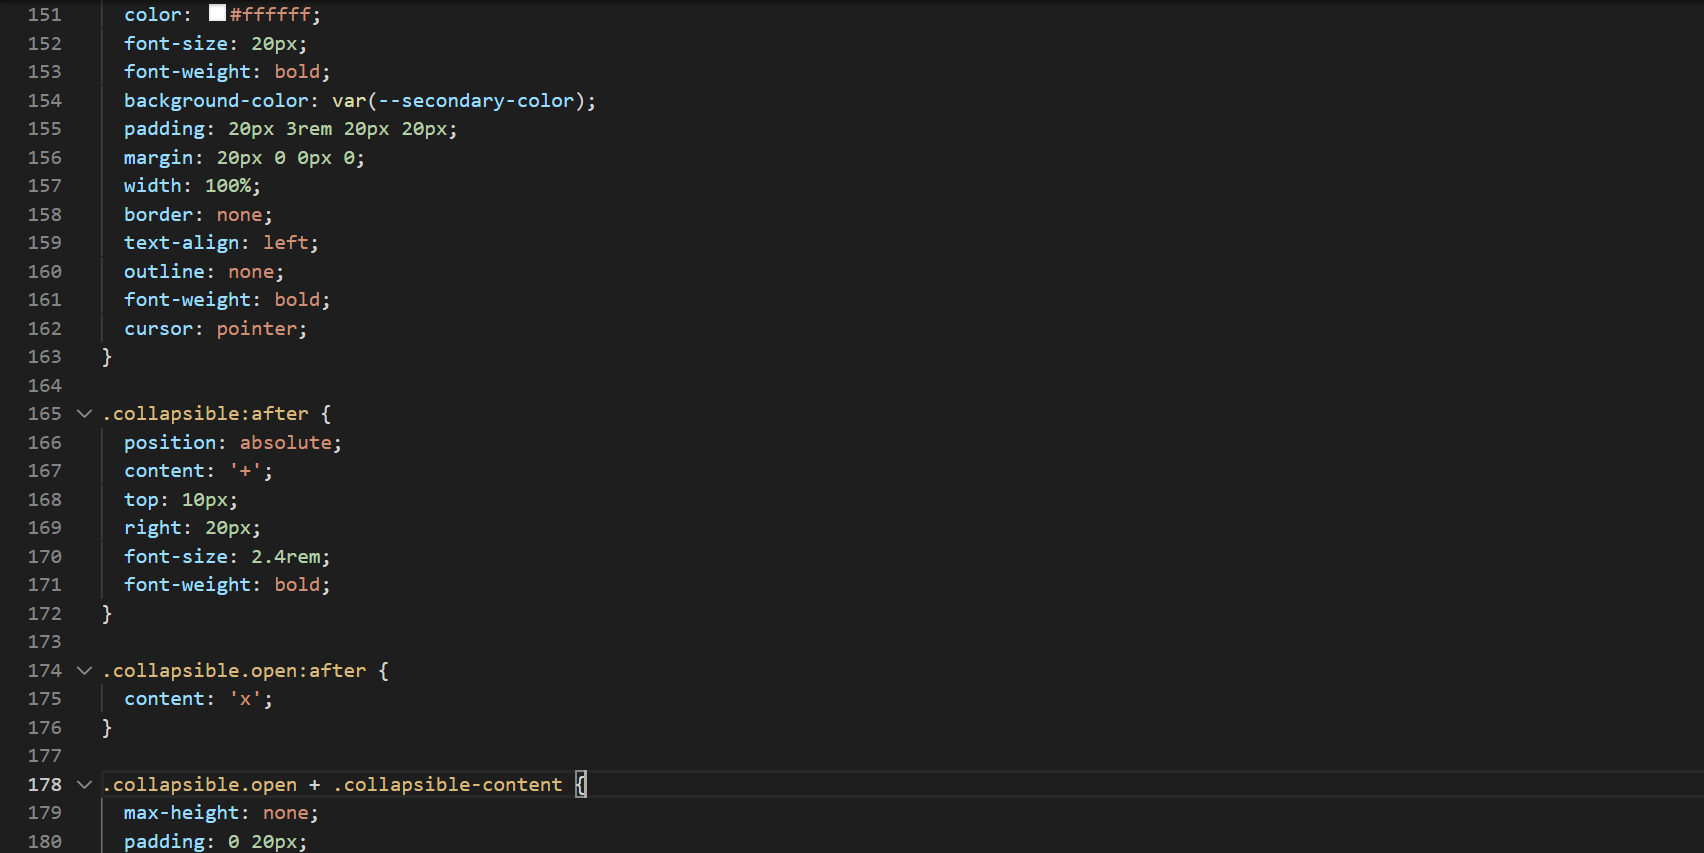 151 color: #ffffff;
152 font-size: 20px;
153 font-weight: bold;
154 background-color: var(--secondary-color);
155 padding: 20px 3rem 20px 20px;
156 margin: 20px 0 0px 0;
157 width: 100%;
158 border: none;
159 text-align: left;
160 outline: none;
161 font-weight: bold;
162 cursor: pointer;
163 }
164
165 .collapsible:after {
166 position: absolute;
167 content: '+';
168 top: 10px;
169 right: 20px;
170 font-size: 2.4rem;
171 font-weight: bold;
172 }
173
174 .collapsible.open:after {
175 content: 'x';
176 }
177
178 .collapsible.open + .collapsible-content {
179 max-height: none;
180 padding: 0 20px;